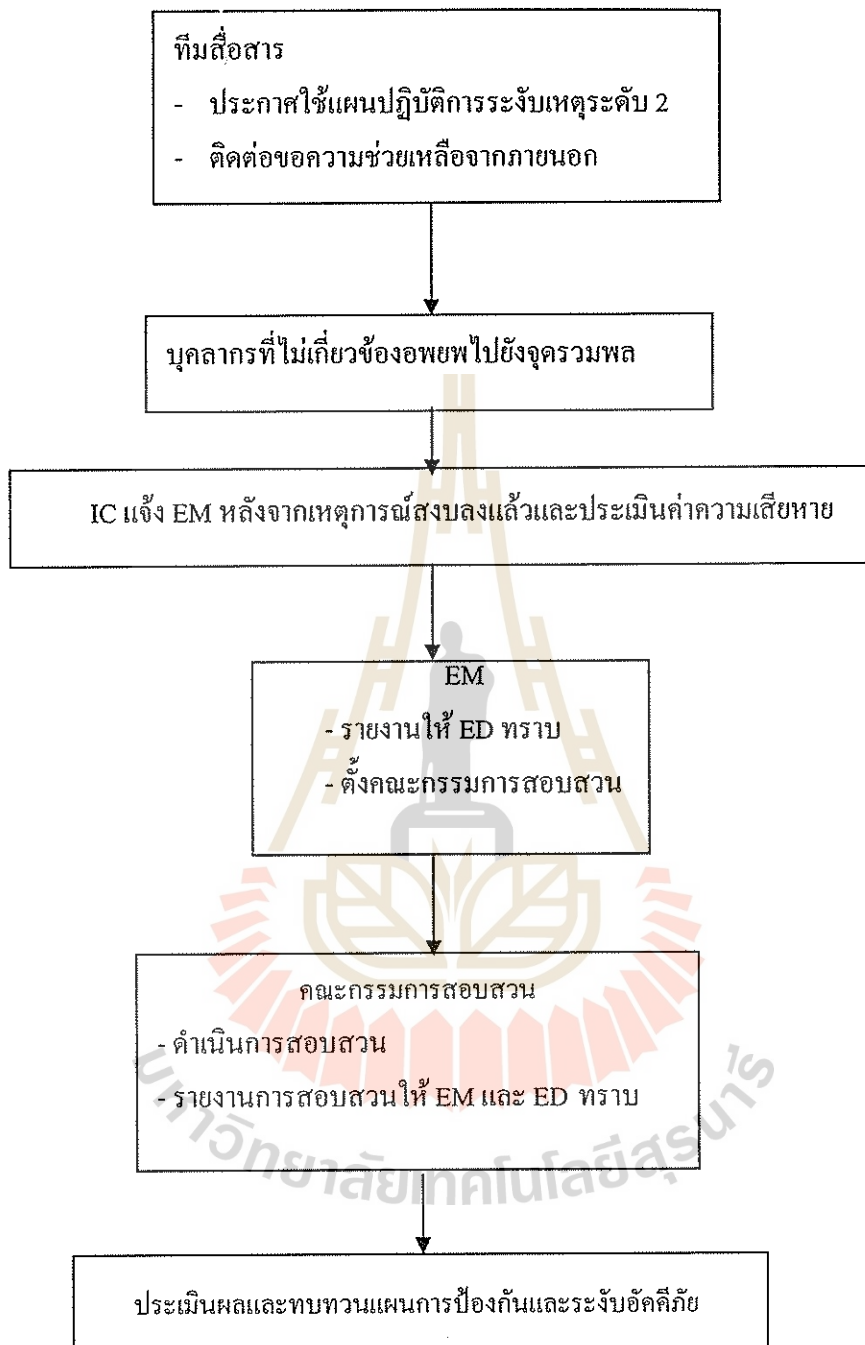 ทีมสื่อสาร
- ประกาศใช้แผนปฏิบัติการระงับเหตุระดับ 2
- ติดต่อขอความช่วยเหลือจากภายนอก
บุคลากรที่ไม่เกี่ยวข้องอพยพไปยังจุดรวมพล
IC แจ้ง EM หลังจากเหตุการณ์สงบลงแล้วและประเมินค่าความเสียหาย
EM
- รายงานให้ ED ทราบ
- ตั้งคณะกรรมการสอบสวน
คณะกรรมการสอบสวน
- ดำเนินการสอบสวน
- รายงานการสอบสวนให้ EM และ ED ทราบ
มหาวิทยาลัยเทคโนโลยีสุรนารี
ประเมินผลและทบทวนแผนการป้องกันและระงับอัคคีภัย